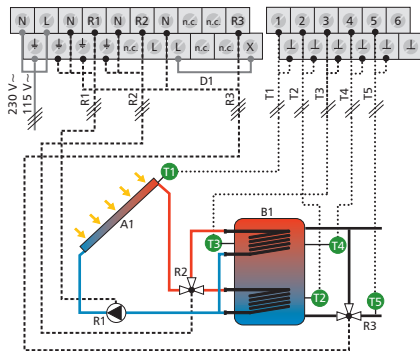 N L N R1 N R2 N n.c. n.c. R3
n.c. L L n.c. X
1 2 3 4 5 6
D1
230 V~
115 V~
R1
R2
R3
T1
T2
T3
T4
T5
T1
A1
B1
T3
T4
R2
T2
T5
R1
R3